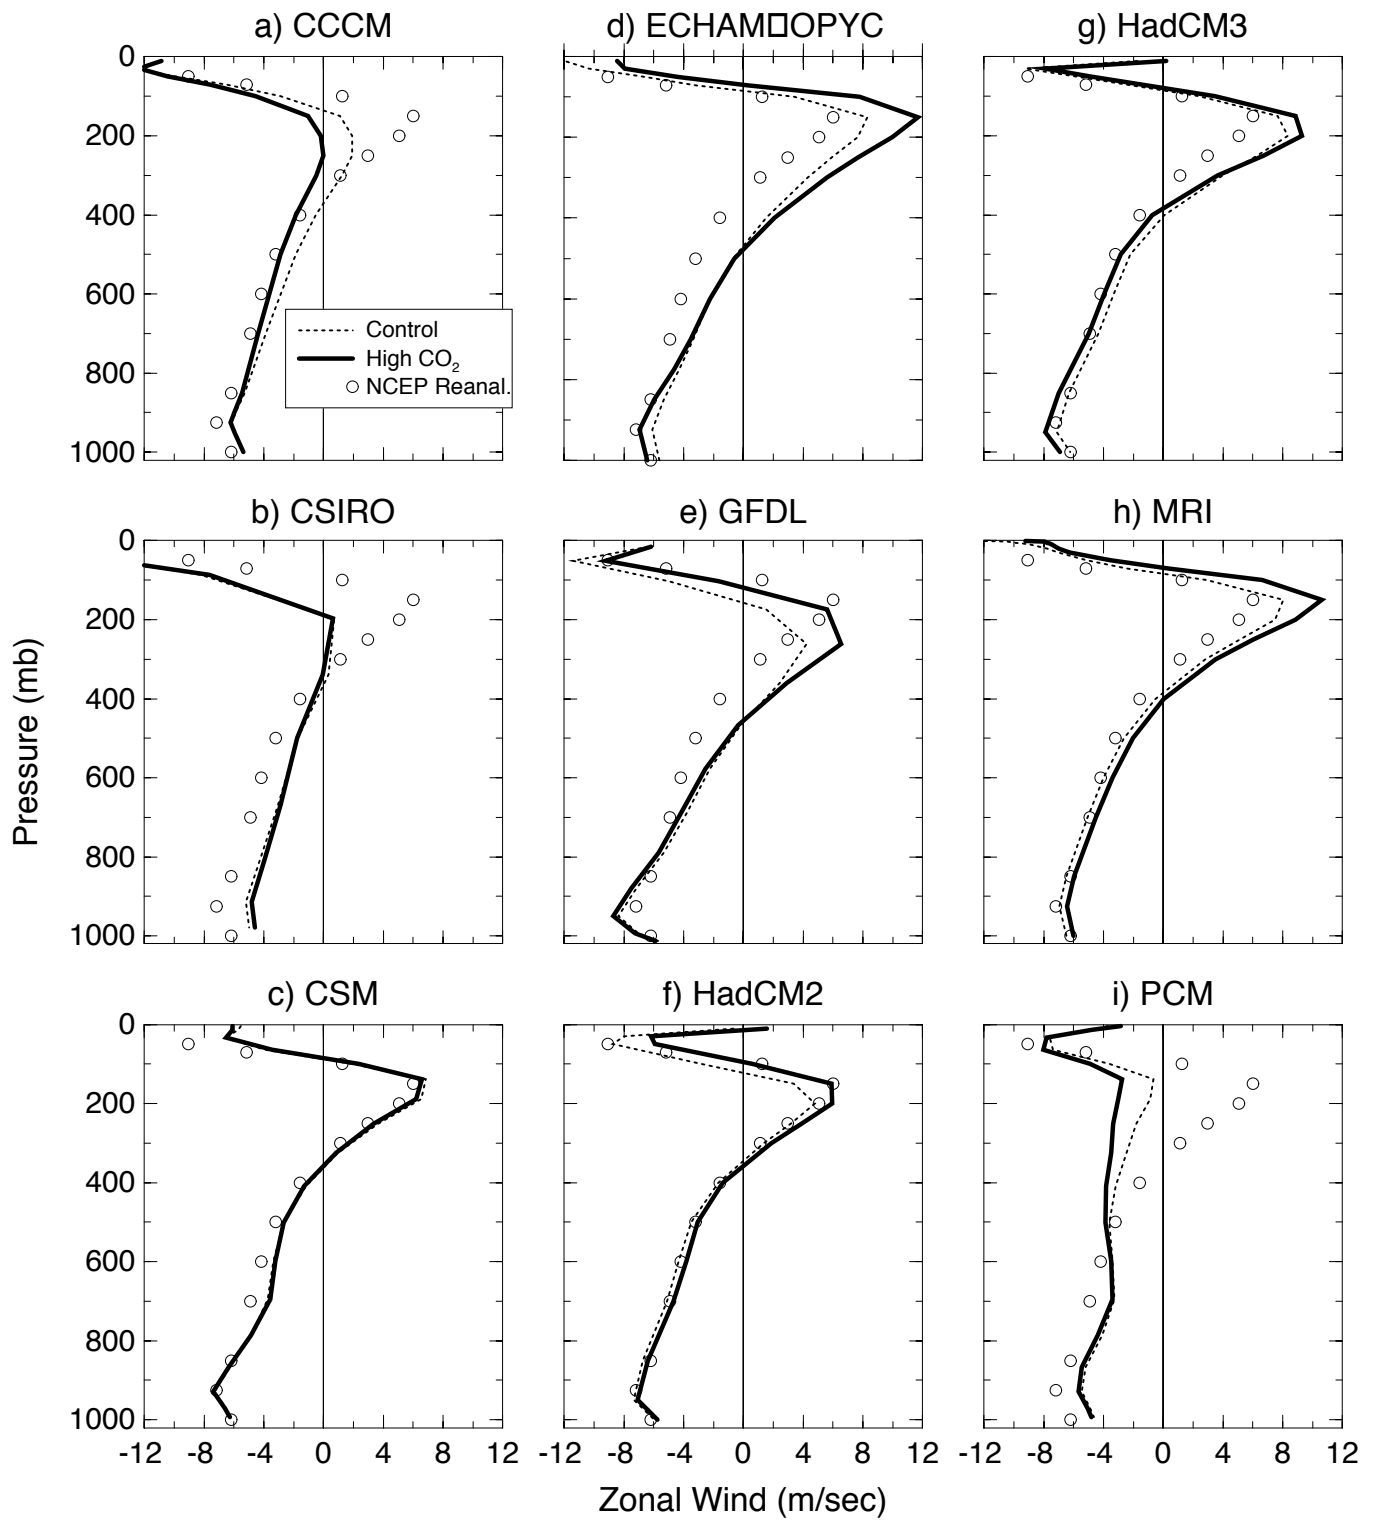 a) CCCM
d) ECHAM□OPYC
g) HadCM3
0
200
400
600
800
1000
Control
High CO₂
NCEP Reanal.
b) CSIRO
e) GFDL
h) MRI
0
200
400
600
800
1000
Pressure (mb)
c) CSM
f) HadCM2
i) PCM
0
200
400
600
800
1000
-12 -8 -4 0 4 8 12
-8 -4 0 4 8 12
-8 -4 0 4 8 12
Zonal Wind (m/sec)